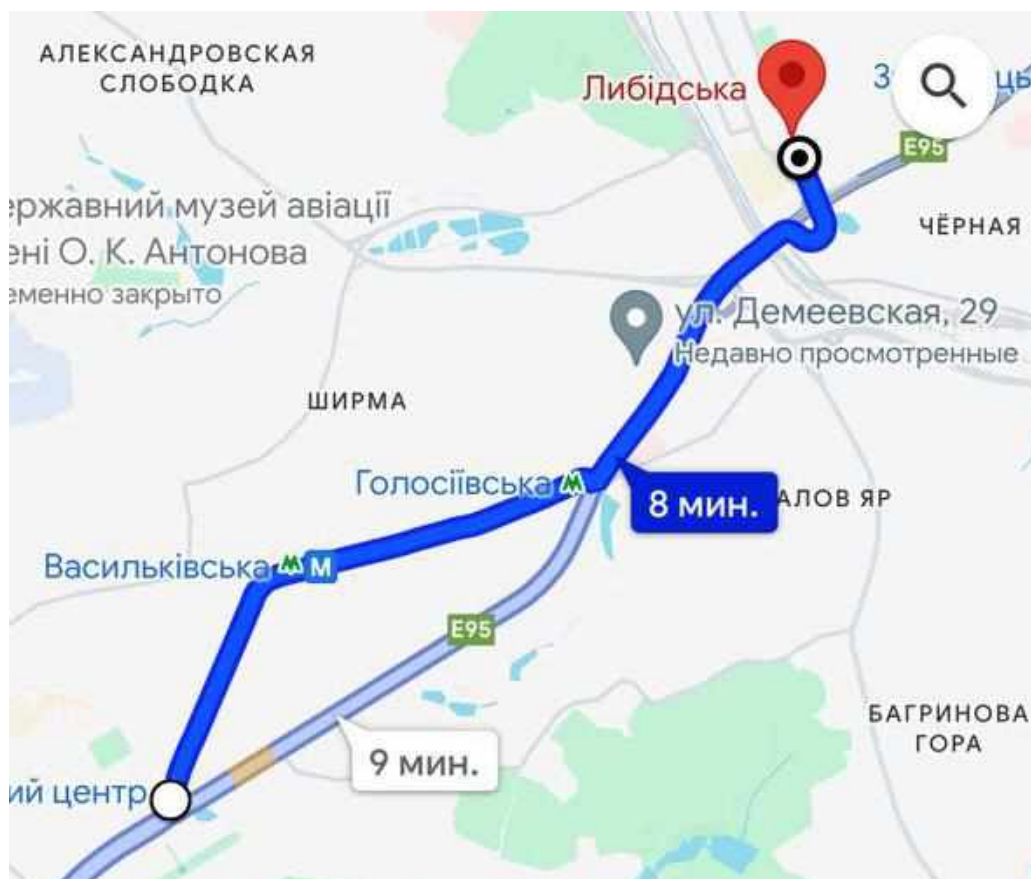 АЛЕКСАНДРОВСКАЯ
СЛОБОДКА
Либідська
E95
ЧЁРНАЯ
ержавний музей авіації
ені О. К. Антонова
еменно закрыто
ул. Демеевская, 29
Недавно просмотренные
ШИРМА
Голосіївська
8 мин.
АЛОВ ЯР
Васильківська M
E95
БАГРИНОВА
ГОРА
9 мин.
ий центр